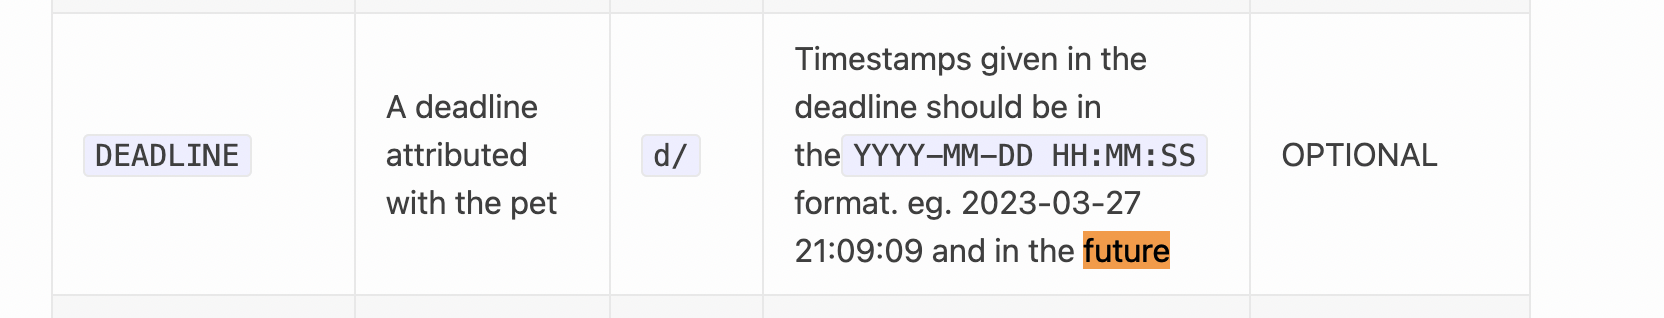 DEADLINE
A deadline
attributed
with the pet
d/
Timestamps given in the
deadline should be in
the YYYY-MM-DD HH:MM:SS
format. eg. 2023-03-27
21:09:09 and in the future
OPTIONAL